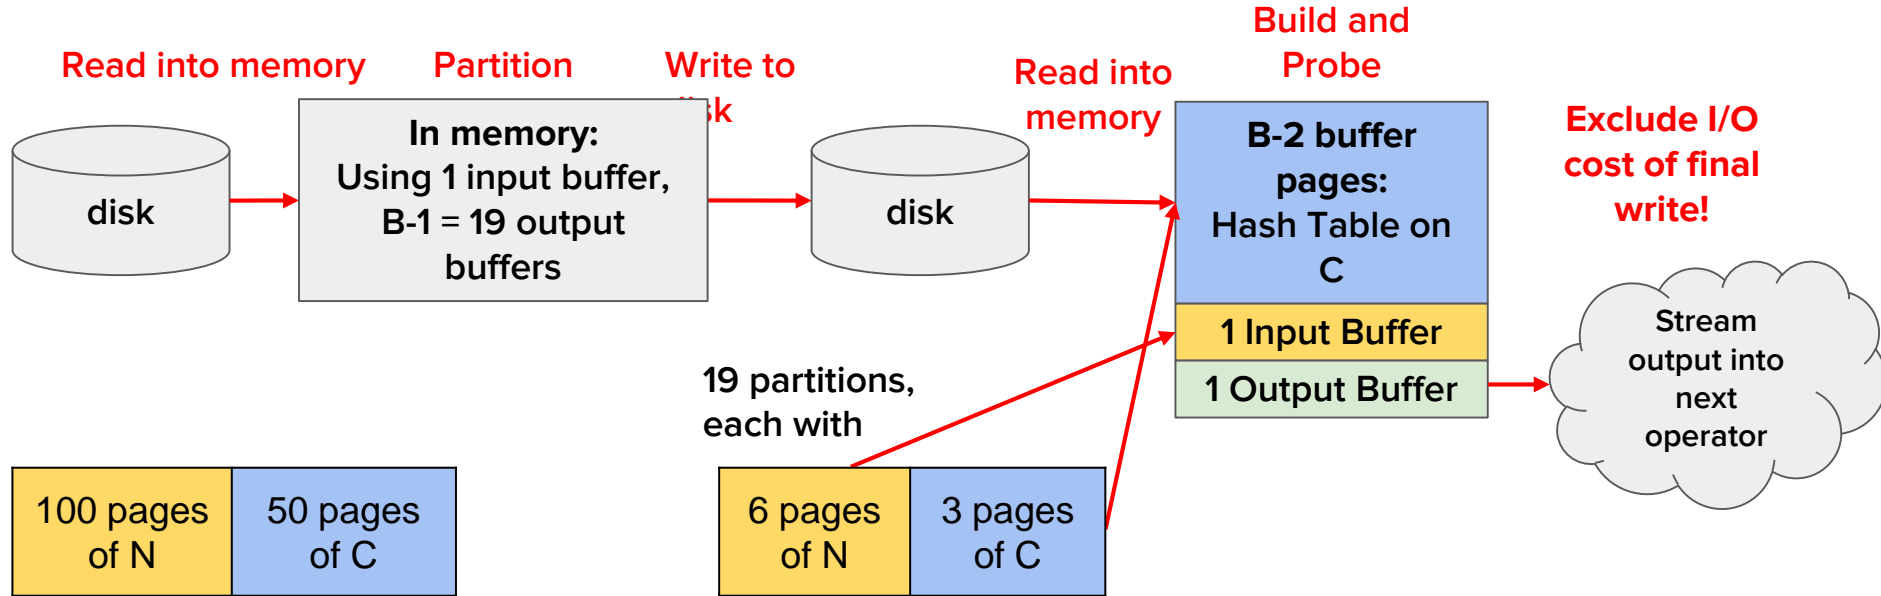 Read into memory
Partition
Write to
Read into
memory
Build and
Probe
disk
In memory:
Using 1 input buffer,
B-1 = 19 output
buffers
disk
B-2 buffer
pages:
Hash Table on
C
1 Input Buffer
1 Output Buffer
Exclude I/O
cost of final
write!
Stream
output into
next
operator
19 partitions,
each with
100 pages
of N
50 pages
of C
6 pages
of N
3 pages
of C